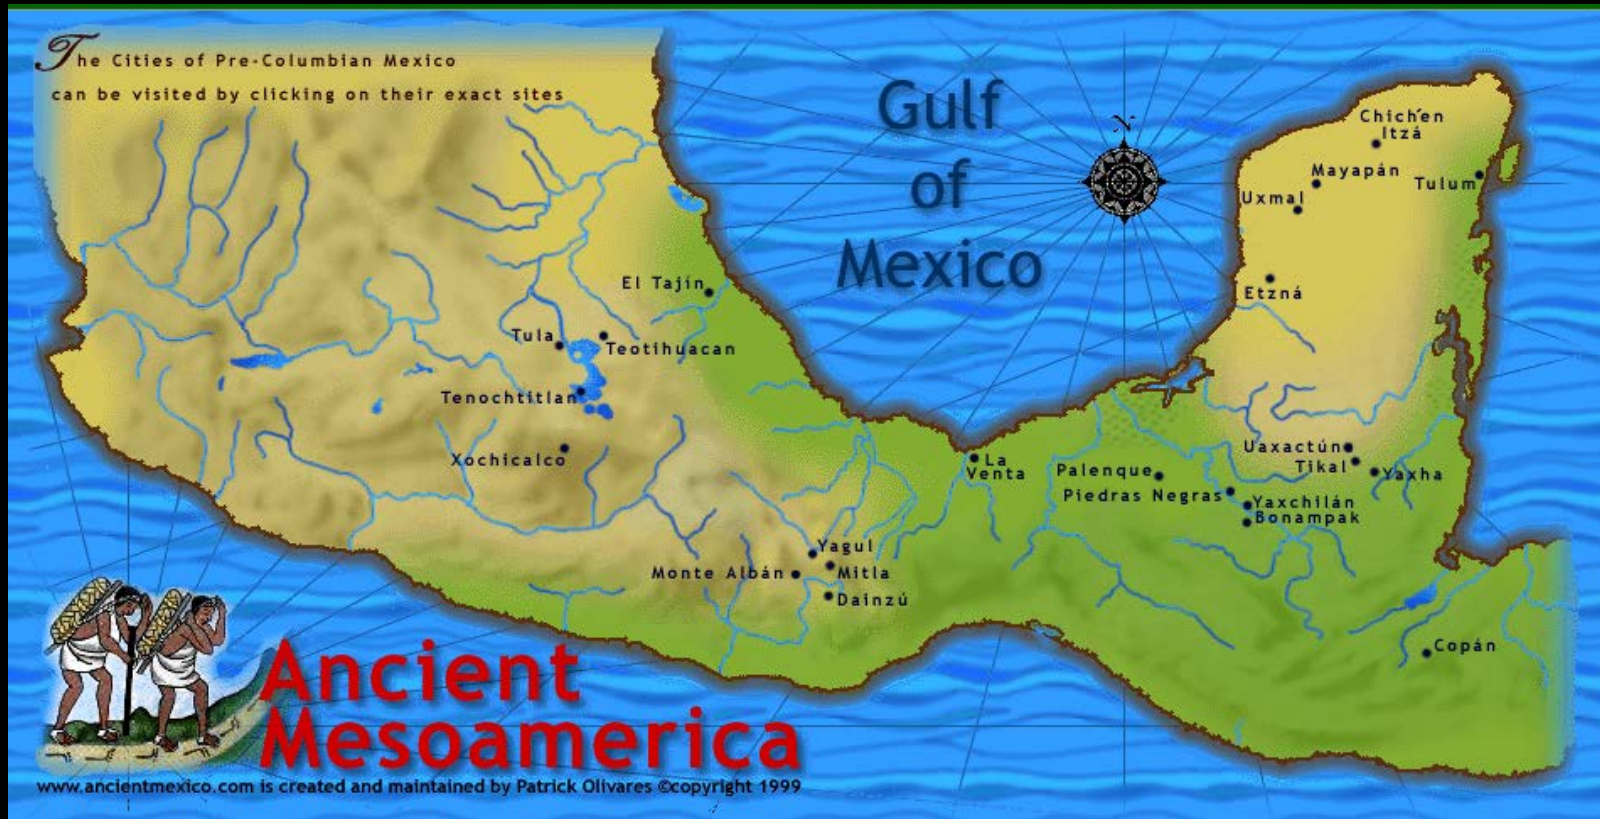 The Cities of Pre-Columbian Mexico
can be visited by clicking on their exact sites
Gulf
of
Mexico
N
Chichén
Itzá
Mayapán
Tulum
Uxmal
Etzná
El Tajín
Tula
Teotihuacan
Tenochtitlan
Xochicalco
La
Venta
Palenque
Piedras Negras
Uaxactún
Tikal
Yaxha
Yaxchilán
Bonampak
Yagul
Monte Albán
Mitla
Dainzú
Copán
Ancient
Mesoamerica
www.ancientmexico.com is created and maintained by Patrick Olivares ©copyright 1999